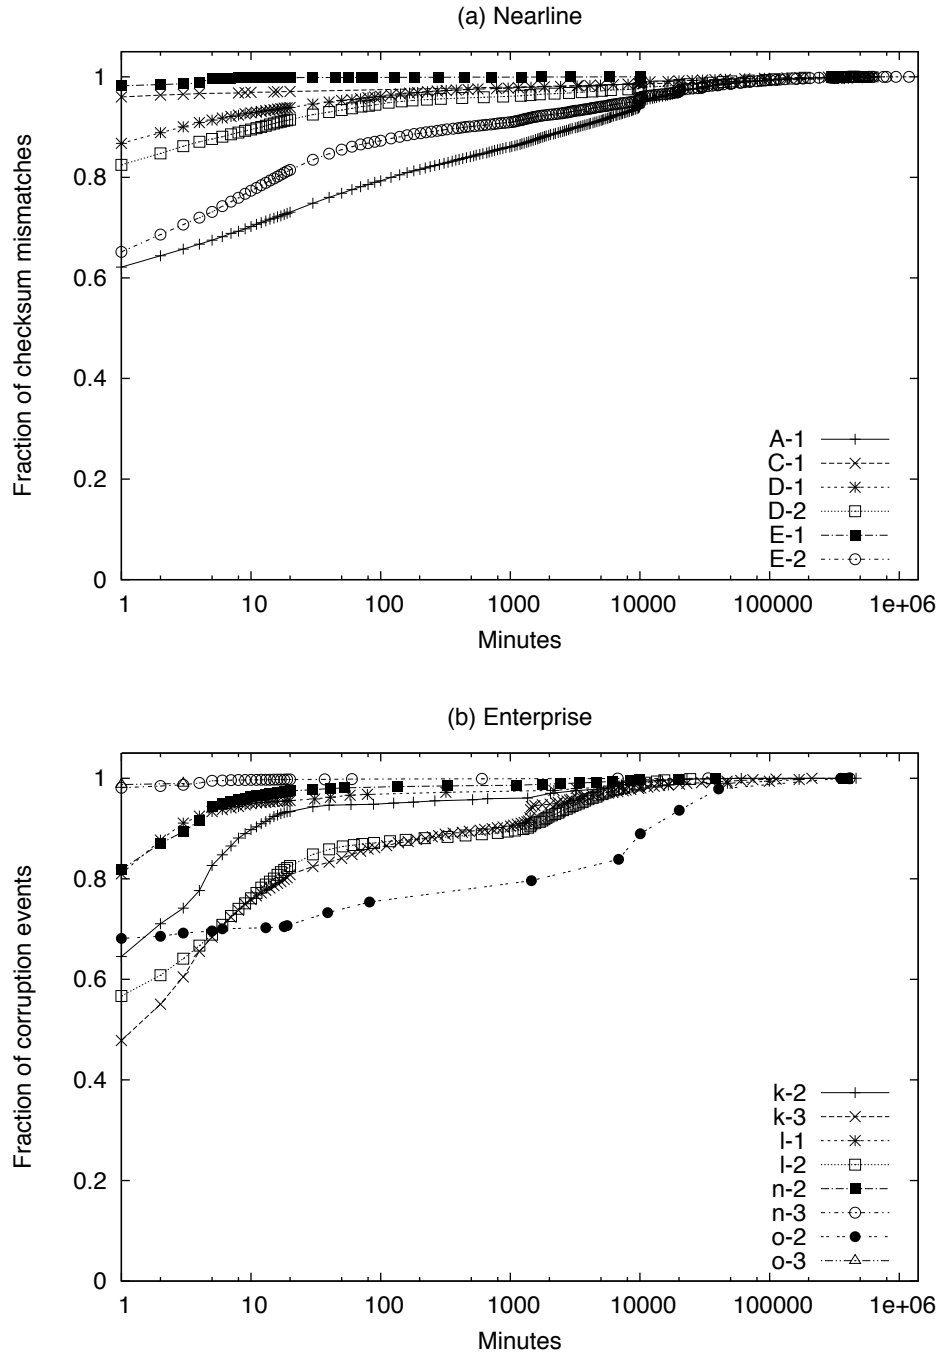 (a) Nearline
1
0.8
0.6
0.4
0.2
0
Fraction of checksum mismatches
A-1
C-1
D-1
D-2
E-1
E-2
1 10 100 1000 10000 100000 1e+06
Minutes
(b) Enterprise
1
0.8
0.6
0.4
0.2
0
Fraction of corruption events
k-2
k-3
l-1
l-2
n-2
n-3
o-2
o-3
1 10 100 1000 10000 100000 1e+06
Minutes